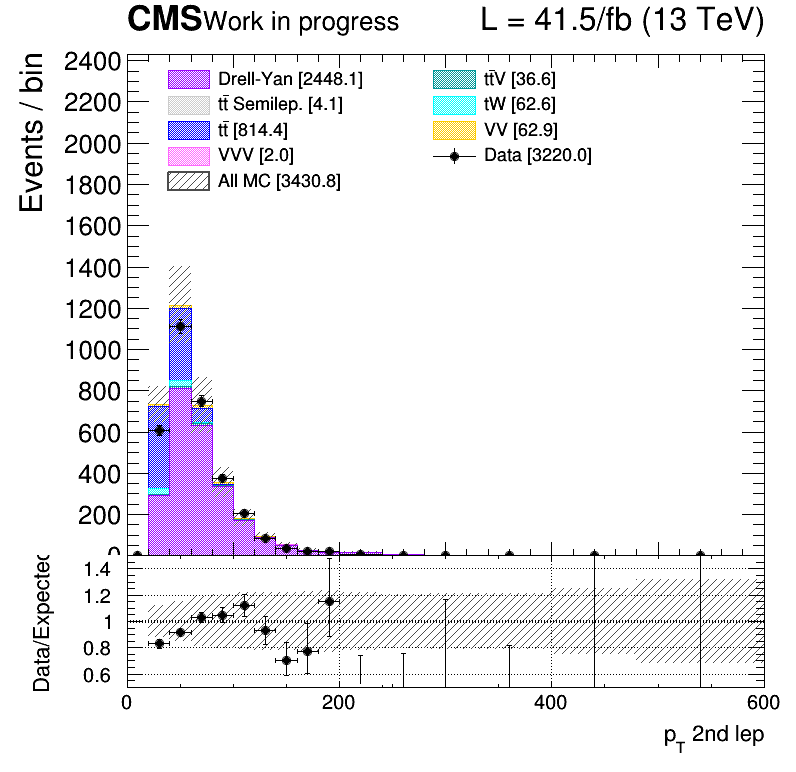 CMS Work in progress L = 41.5/fb (13 TeV)
Events / bin
2400
2200
2000
1800
1600
1400
1200
1000
800
600
400
200
0
Drell-Yan [2448.1]
tt̄ Semilep. [4.1]
tt̄ [814.4]
VVV [2.0]
All MC [3430.8]
tt̄V [36.6]
tW [62.6]
VV [62.9]
Data [3220.0]
Data/Expected
1.4
1.2
1
0.8
0.6
0 200 400 600
p_T 2nd lep